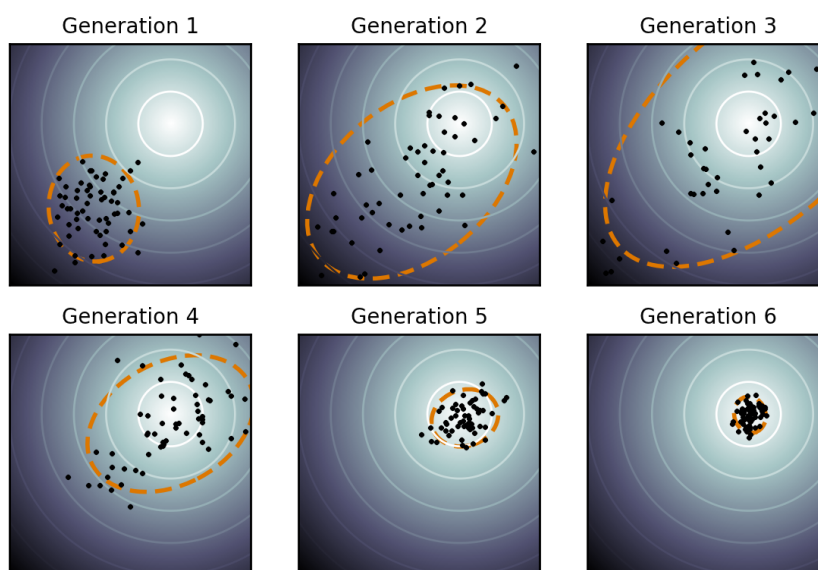 Generation 1
Generation 2
Generation 3
Generation 4
Generation 5
Generation 6